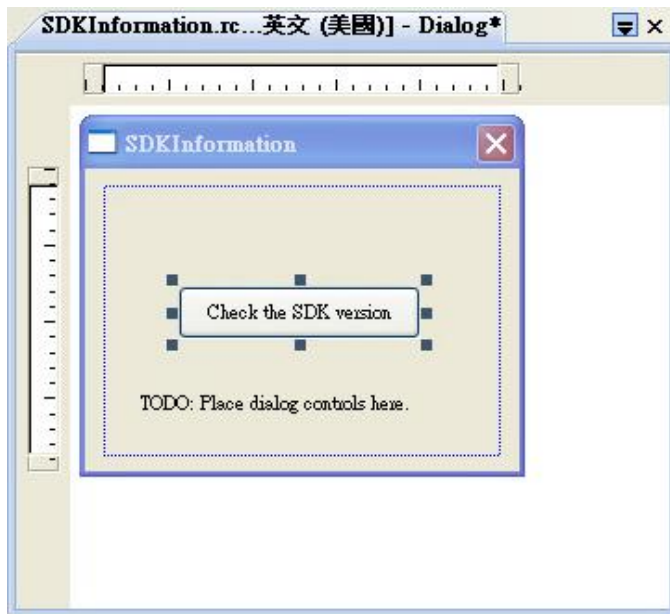 SDKInformation.rc...英文 (美國)] - Dialog*
SDKInformation
Check the SDK version
TODO: Place dialog controls here.